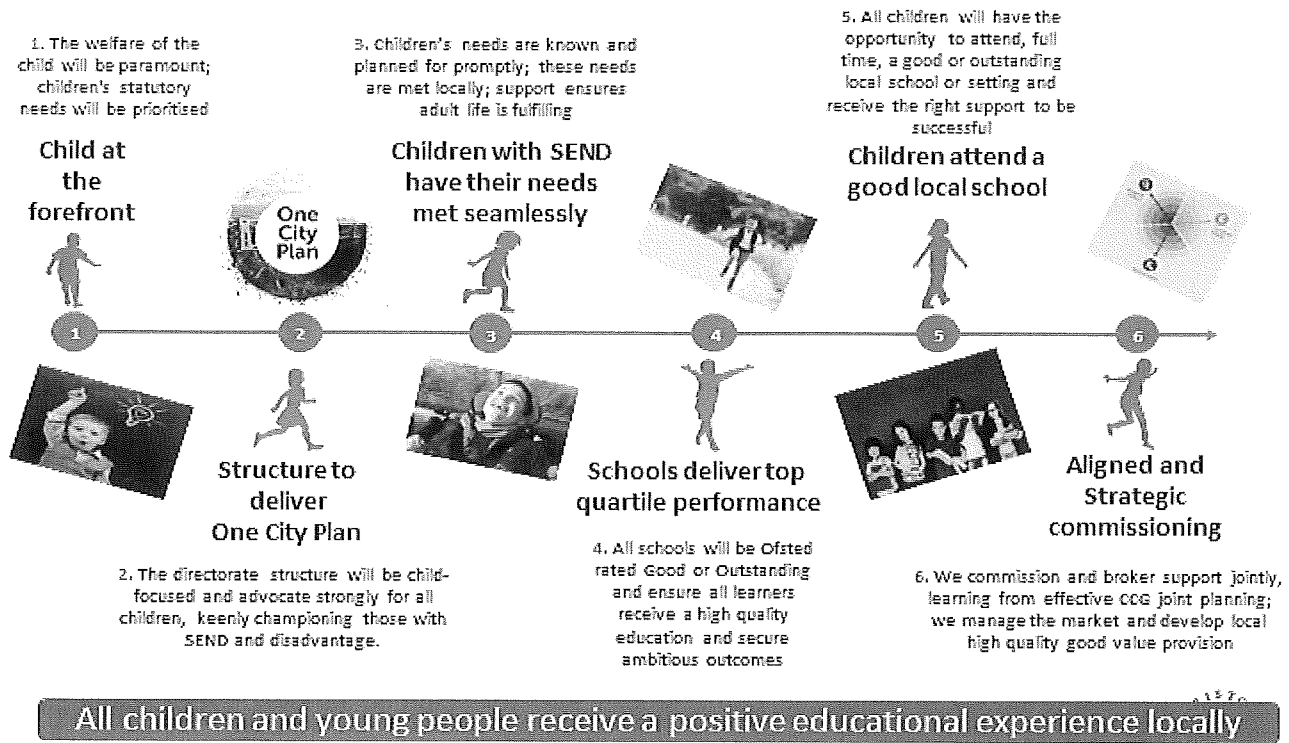 1. The welfare of the
child will be paramount;
children's statutory
needs will be prioritised
Child at
the
forefront
1
One
City
Plan
2
Structure to
deliver
One City Plan
2. The directorate structure will be child-
focused and advocate strongly for all
children, keenly championing those with
SEND and disadvantage.
3. Children's needs are known and
planned for promptly; these needs
are met locally; support ensures
adult life is fulfilling
Children with SEND
have their needs
met seamlessly
3
4
Schools deliver top
quartile performance
4. All schools will be Ofsted
rated Good or Outstanding
and ensure all learners
receive a high quality
education and secure
ambitious outcomes
5. All children will have the
opportunity to attend, full
time, a good or outstanding
local school or setting and
receive the right support to be
successful
Children attend a
good local school
5
6
Aligned and
Strategic
commissioning
6. We commission and broker support jointly,
learning from effective CCG joint planning;
we manage the market and develop local
high quality good value provision
All children and young people receive a positive educational experience locally